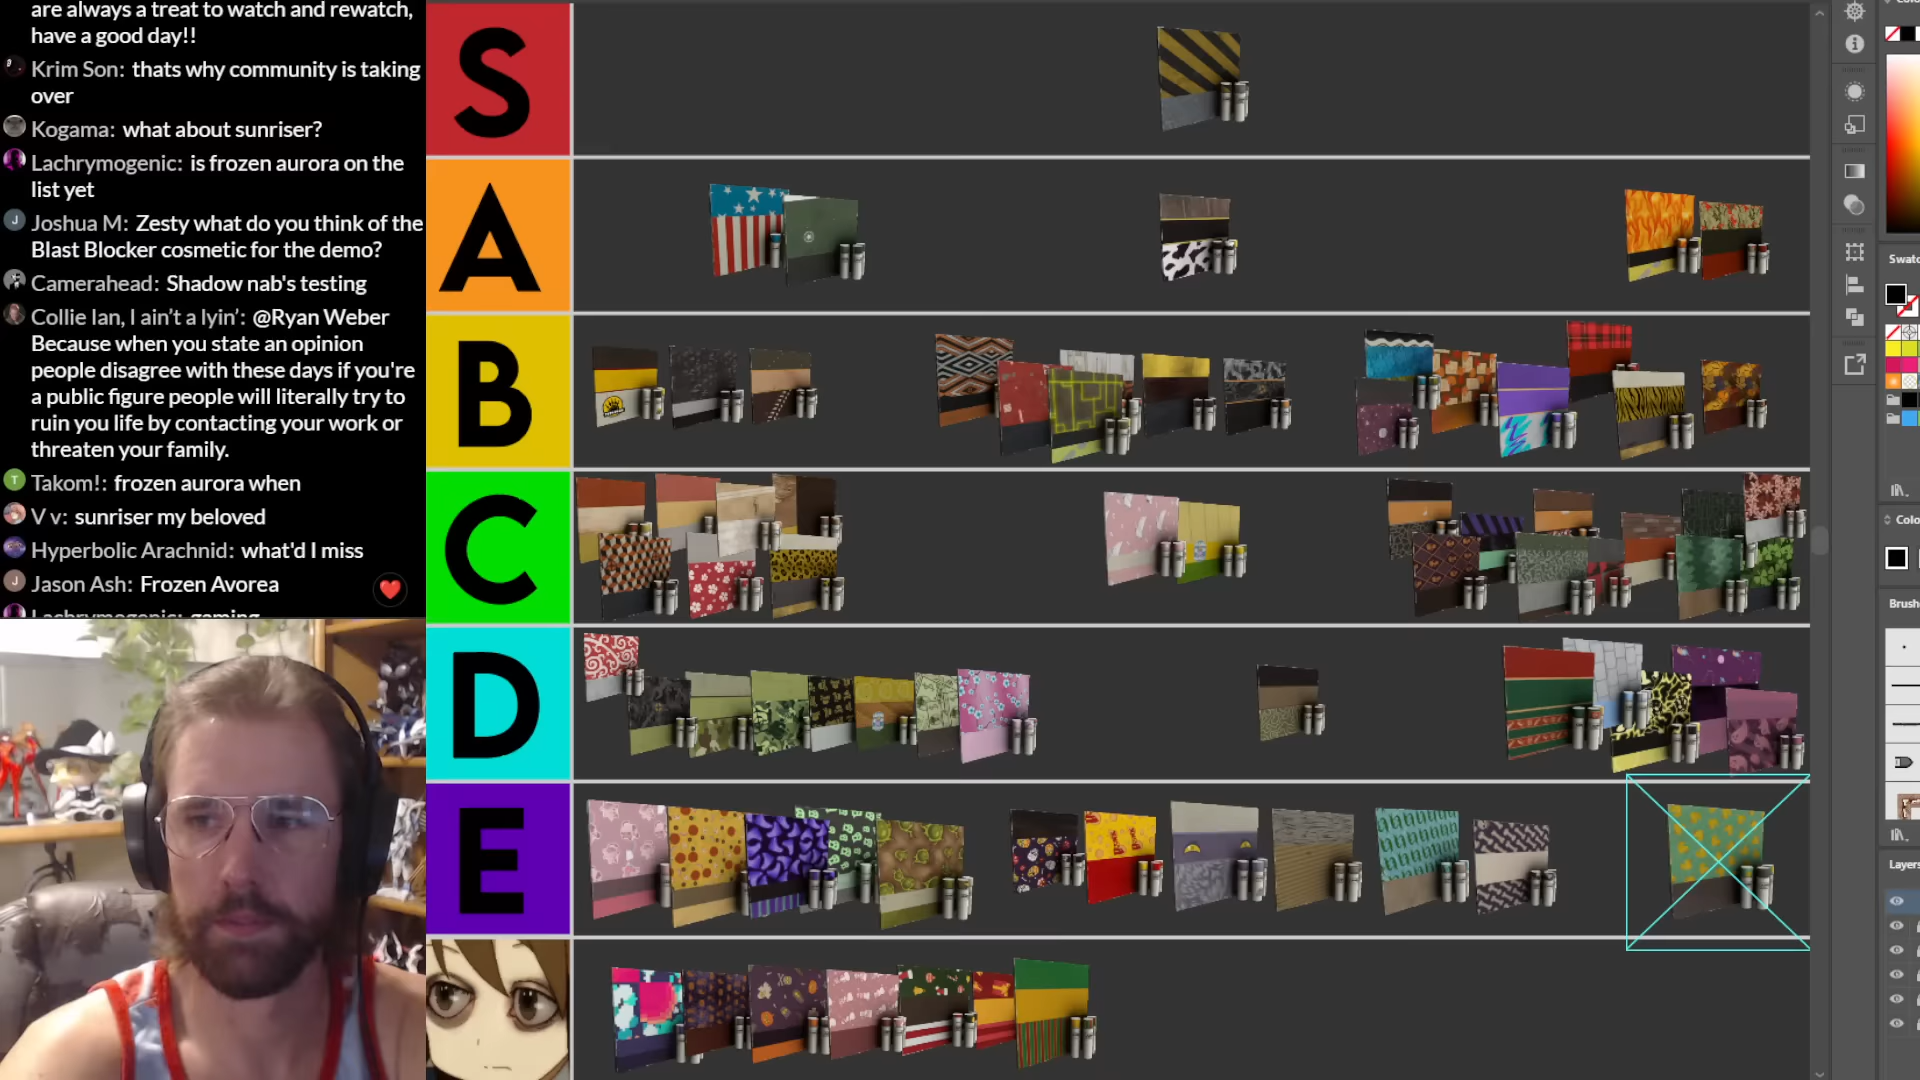 are always a treat to watch and rewatch,
have a good day!!
Krim Son: thats why community is taking
over
Kogama: what about sunriser?
Lachrymogenic: is frozen aurora on the
list yet
J Joshua M: Zesty what do you think of the
Blast Blocker cosmetic for the demo?
Camerahead: Shadow nab's testing
Collie Ian, I ain't a lyin': @Ryan Weber
Because when you state an opinion
people disagree with these days if you're
a public figure people will literally try to
ruin you life by contacting your work or
threaten your family.
T Takom!: frozen aurora when
V v: sunriser my beloved
Hyperbolic Arachnid: what'd I miss
J Jason Ash: Frozen Avorea
Lachrymogenic: gaming
S
A
B
C
D
E
Swatc
Colo
Brush
Layers